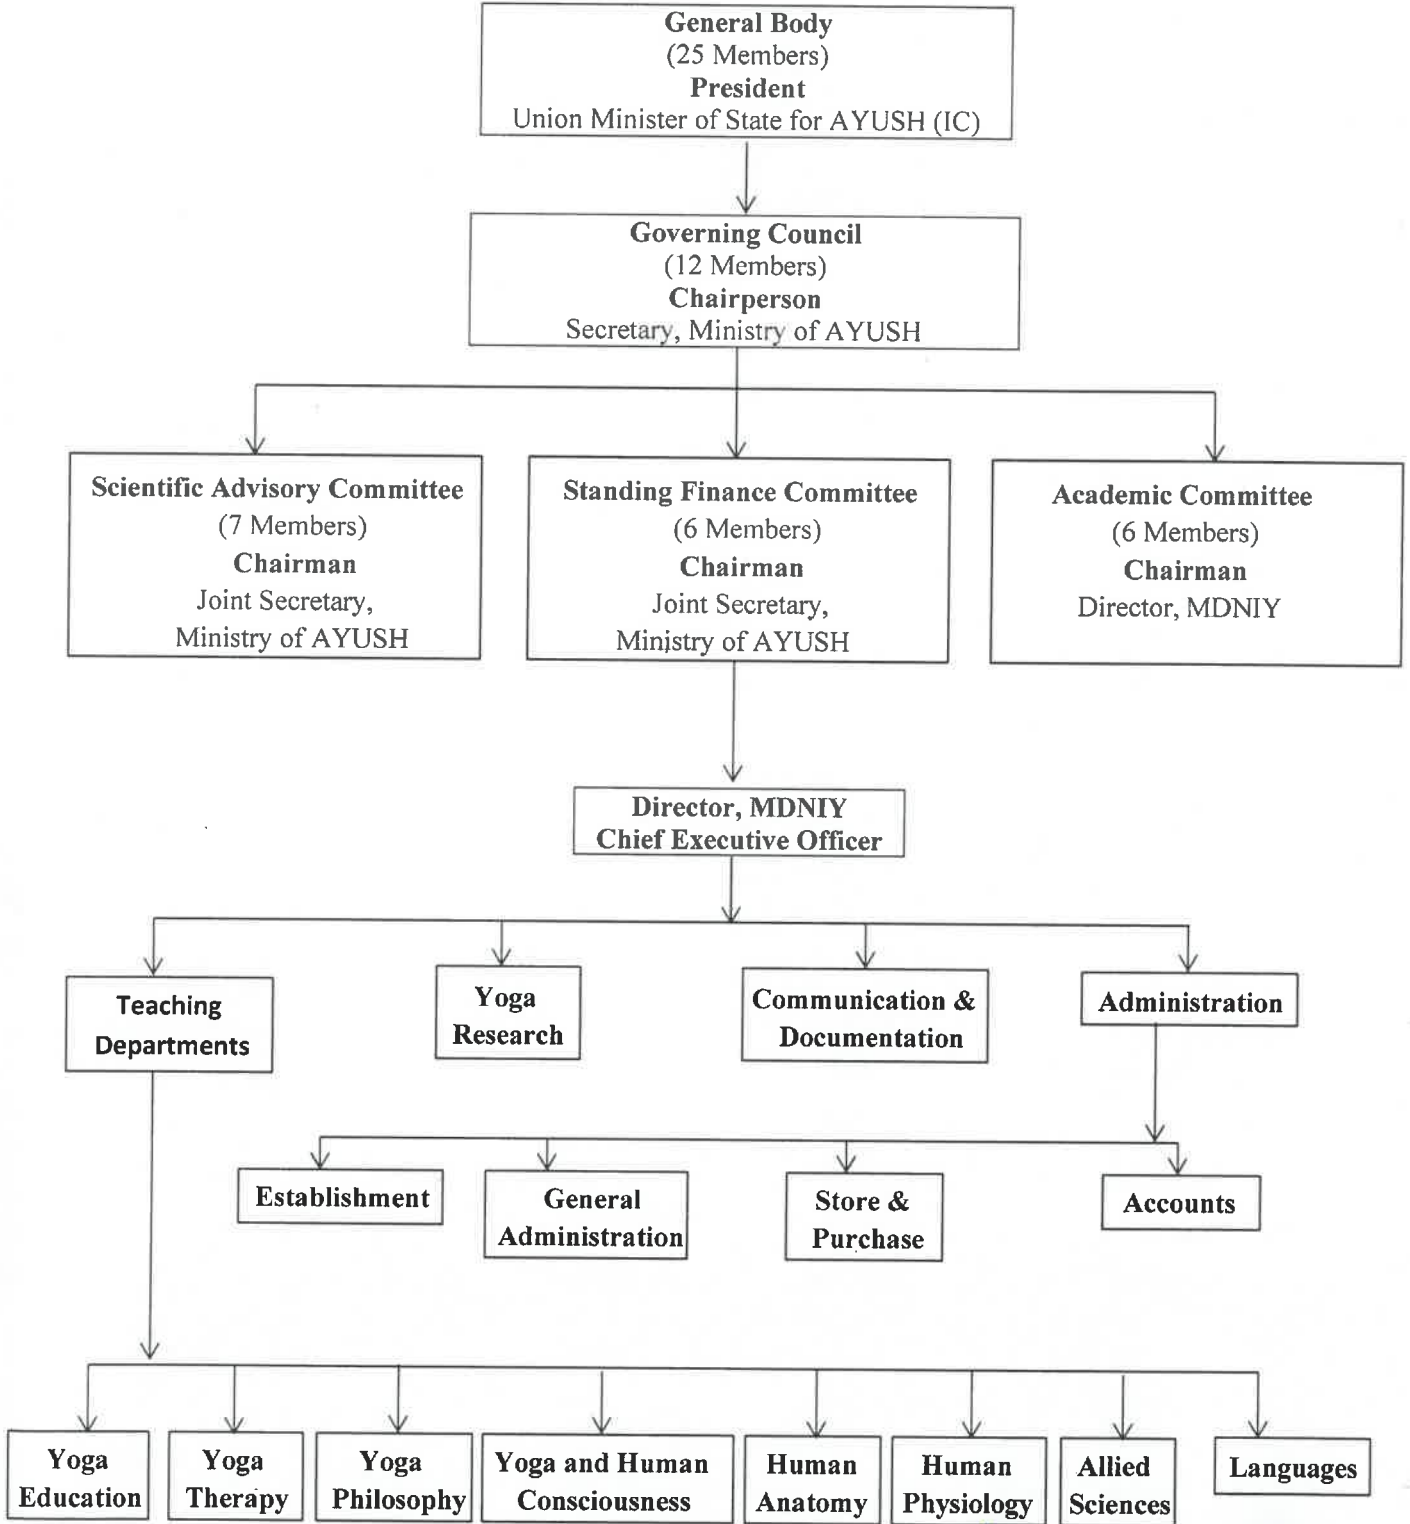 General Body
(25 Members)
President
Union Minister of State for AYUSH (IC)
Governing Council
(12 Members)
Chairperson
Secretary, Ministry of AYUSH
Scientific Advisory Committee
(7 Members)
Chairman
Joint Secretary,
Ministry of AYUSH
Standing Finance Committee
(6 Members)
Chairman
Joint Secretary,
Ministry of AYUSH
Academic Committee
(6 Members)
Chairman
Director, MDNIY
Director, MDNIY
Chief Executive Officer
Teaching
Departments
Yoga
Research
Communication &
Documentation
Administration
Establishment
General
Administration
Store &
Purchase
Accounts
Yoga
Education
Yoga
Therapy
Yoga
Philosophy
Yoga and Human
Consciousness
Human
Anatomy
Human
Physiology
Allied
Sciences
Languages